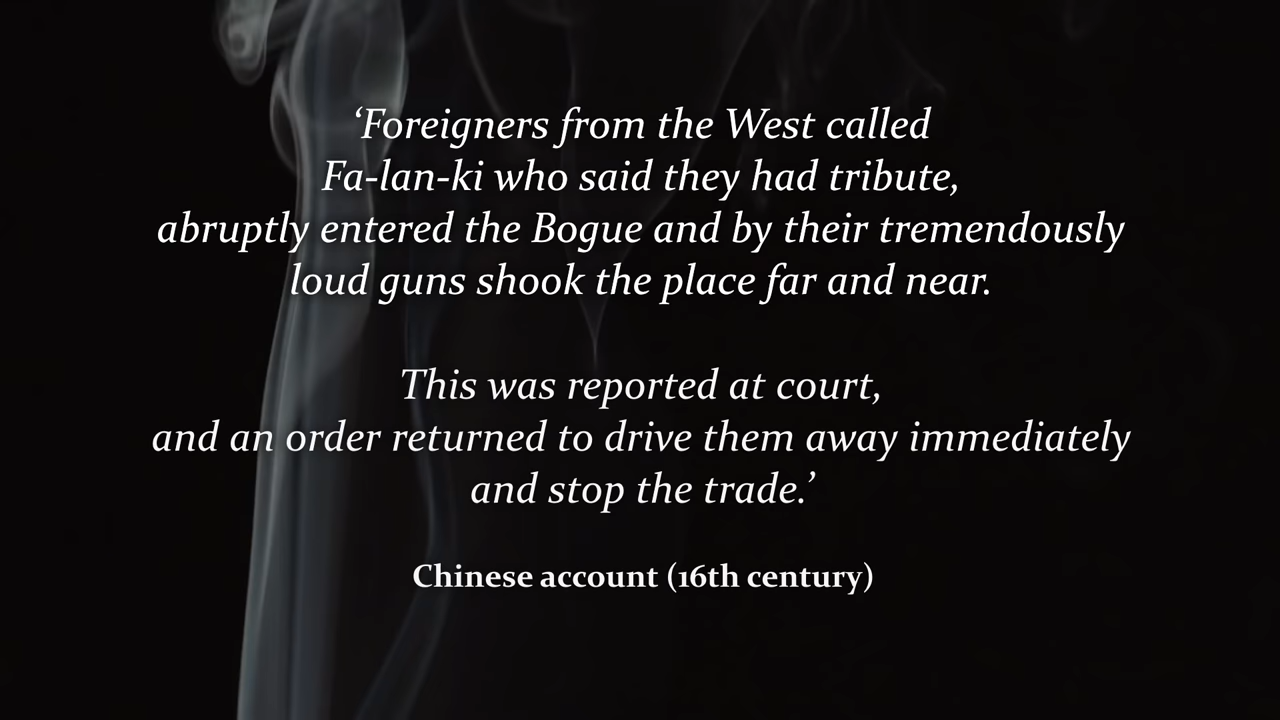 ‘Foreigners from the West called
Fa-lan-ki who said they had tribute,
abruptly entered the Bogue and by their tremendously
loud guns shook the place far and near.
This was reported at court,
and an order returned to drive them away immediately
and stop the trade.’
Chinese account (16th century)